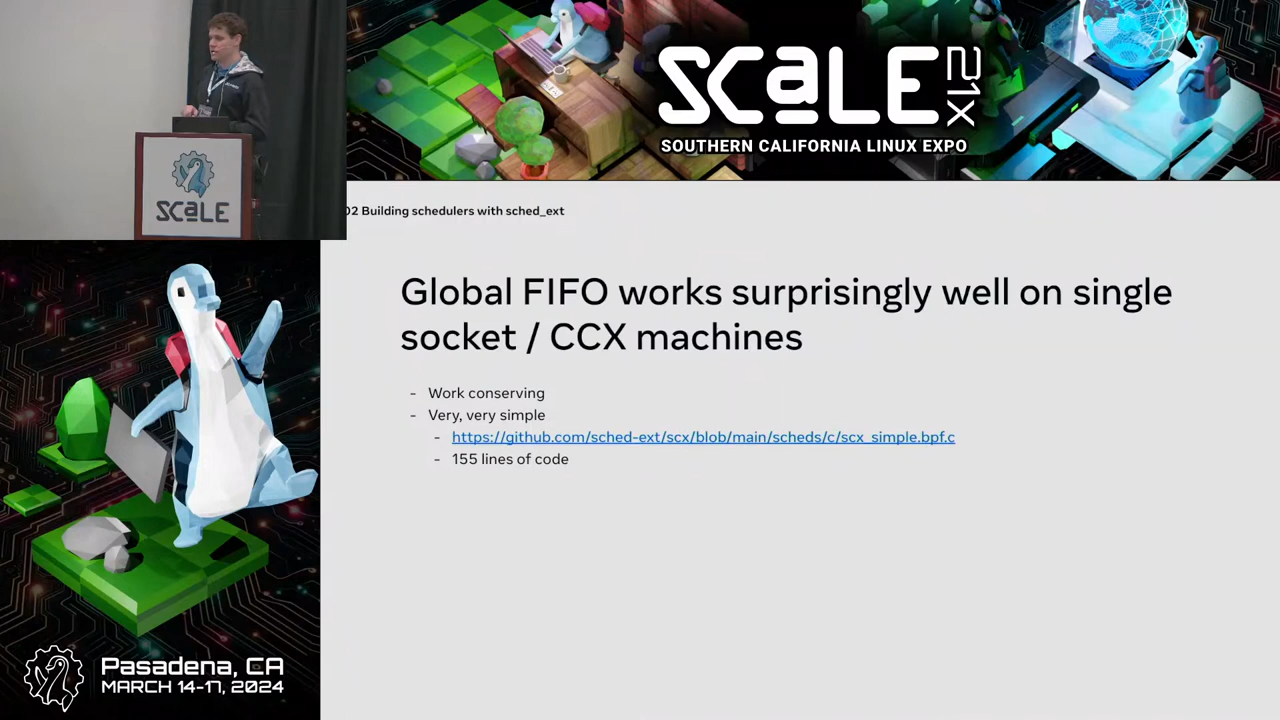 SCALE 21X
SOUTHERN CALIFORNIA LINUX EXPO
SCALE
02 Building schedulers with sched_ext
Global FIFO works surprisingly well on single
socket / CCX machines
- Work conserving
- Very, very simple
- https://github.com/sched-ext/scx/blob/main/scheds/c/scx_simple.bpf.c
- 155 lines of code
Pasadena, CA
MARCH 14-17, 2024